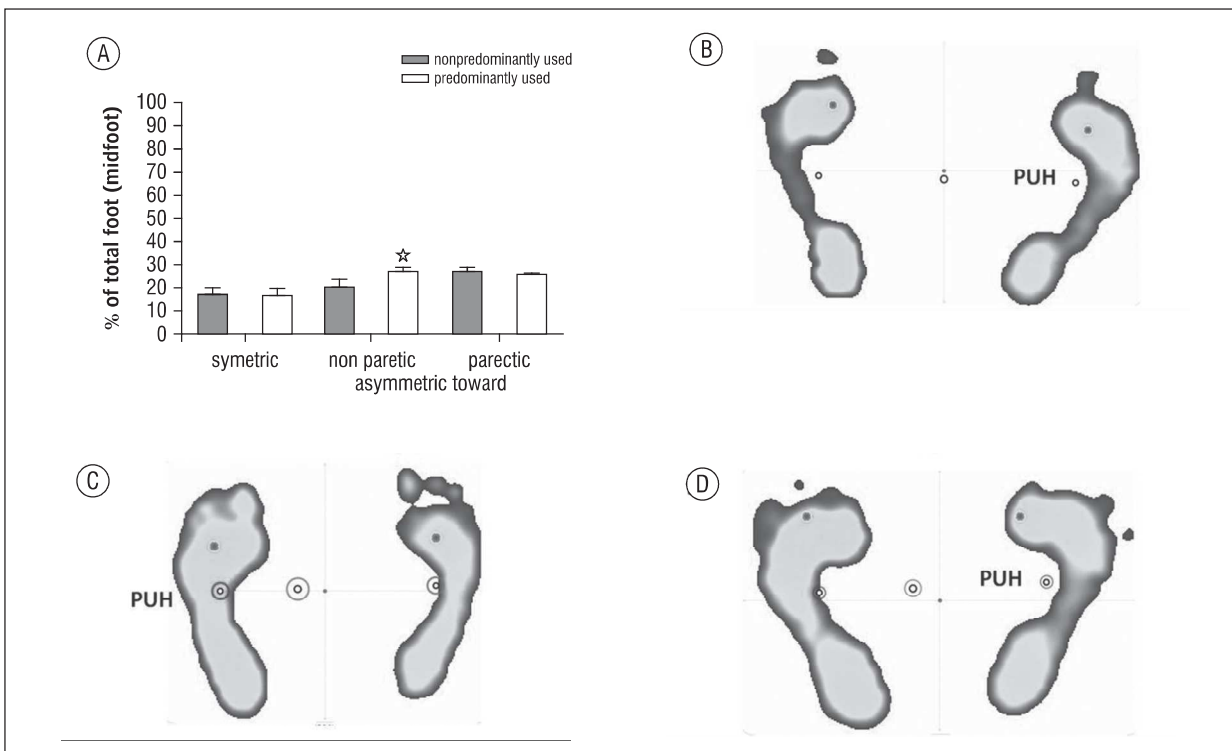 A
nonpredominantly used
predominantly used
% of total foot (midfoot)
100
90
80
70
60
50
40
30
20
10
0
symetric
non paretic
parectic
asymmetric toward
B
PUH
C
PUH
D
PUH